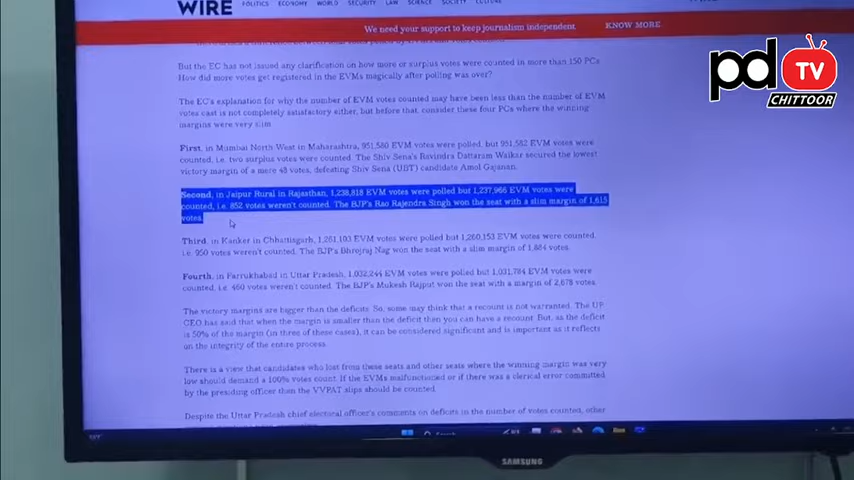 WIRE
POLITICS ECONOMY WORLD SECURITY LAW SCIENCE SOCIETY CULTURE
We need your support to keep journalism independent. KNOW MORE
But the EC has not issued any clarification on how more or surplus votes were counted in more than 150 PCs.
How did more votes get registered in the EVMs magically after polling was over?
The EC's explanation for why the number of EVM votes counted may have been less than the number of EVM
votes cast is not completely satisfactory either, but before that, consider these four PCs where the winning
margins were very slim
First, in Mumbai North West in Maharashtra, 951,580 EVM votes were polled, but 951,582 EVM votes were
counted, i.e. two surplus votes were counted. The Shiv Sena's Ravindra Dattaram Waikar secured the lowest
victory margin of a mere 48 votes, defeating Shiv Sena (UBT) candidate Amol Gajanan.
Second, in Jaipur Rural in Rajasthan, 1,238,818 EVM votes were polled but 1,237,966 EVM votes were
counted, i.e. 852 votes weren't counted. The BJP's Rao Rajendra Singh won the seat with a slim margin of 1,615
votes.
Third, in Kanker in Chhattisgarh, 1,261,103 EVM votes were polled but 1,260,153 EVM votes were counted,
i.e. 950 votes weren't counted. The BJP's Bhojraj Nag won the seat with a slim margin of 1,884 votes.
Fourth, in Farrukhabad in Uttar Pradesh, 1,032,244 EVM votes were polled but 1,031,784 EVM votes were
counted, i.e. 460 votes weren't counted. The BJP's Mukesh Rajput won the seat with a margin of 2,678 votes.
The victory margins are bigger than the deficits. So, some may think that a recount is not warranted. The UP
CEO has said that when the margin is smaller than the deficit then you can have a recount. But, as the deficit
is 50% of the margin (in three of these cases), it can be considered significant and is important as it reflects
on the integrity of the entire process.
There is a view that candidates who lost from these seats and other seats where the winning margin was very
low should demand a 100% votes count. If the EVMs malfunctioned or if there was a clerical error committed
by the presiding officer then the VVPAT slips should be counted.
Despite the Uttar Pradesh chief electoral officer's comments on deficits in the number of votes counted, other
Search
SAMSUNG
pd TV
CHITTOOR